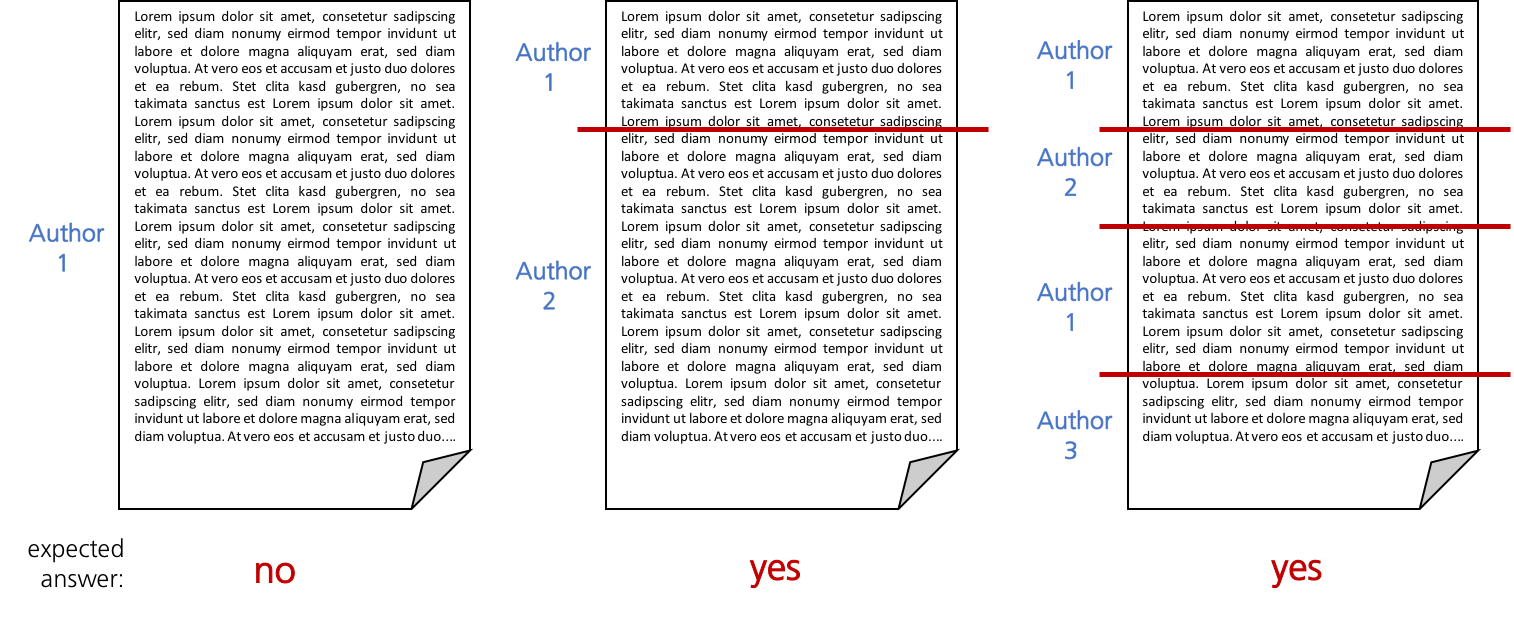 Author
1
Lorem ipsum dolor sit amet, consetetur sadipscing
elitr, sed diam nonumy eirmod tempor invidunt ut
labore et dolore magna aliquyam erat, sed diam
voluptua. At vero eos et accusam et justo duo dolores
et ea rebum. Stet clita kasd gubergren, no sea
takimata sanctus est Lorem ipsum dolor sit amet.
Lorem ipsum dolor sit amet, consetetur sadipscing
elitr, sed diam nonumy eirmod tempor invidunt ut
labore et dolore magna aliquyam erat, sed diam
voluptua. At vero eos et accusam et justo duo dolores
et ea rebum. Stet clita kasd gubergren, no sea
takimata sanctus est Lorem ipsum dolor sit amet.
Lorem ipsum dolor sit amet, consetetur sadipscing
elitr, sed diam nonumy eirmod tempor invidunt ut
labore et dolore magna aliquyam erat, sed diam
voluptua. At vero eos et accusam et justo duo dolores
et ea rebum. Stet clita kasd gubergren, no sea
takimata sanctus est Lorem ipsum dolor sit amet.
Lorem ipsum dolor sit amet, consetetur sadipscing
elitr, sed diam nonumy eirmod tempor invidunt ut
labore et dolore magna aliquyam erat, sed diam
voluptua. Lorem ipsum dolor sit amet, consetetur
sadipscing elitr, sed diam nonumy eirmod tempor
invidunt ut labore et dolore magna aliquyam erat, sed
diam voluptua. At vero eos et accusam et justo duo....
Author
1
Author
2
Lorem ipsum dolor sit amet, consetetur sadipscing
elitr, sed diam nonumy eirmod tempor invidunt ut
labore et dolore magna aliquyam erat, sed diam
voluptua. At vero eos et accusam et justo duo dolores
et ea rebum. Stet clita kasd gubergren, no sea
takimata sanctus est Lorem ipsum dolor sit amet.
Lorem ipsum dolor sit amet, consetetur sadipscing
elitr, sed diam nonumy eirmod tempor invidunt ut
labore et dolore magna aliquyam erat, sed diam
voluptua. At vero eos et accusam et justo duo dolores
et ea rebum. Stet clita kasd gubergren, no sea
takimata sanctus est Lorem ipsum dolor sit amet.
Lorem ipsum dolor sit amet, consetetur sadipscing
elitr, sed diam nonumy eirmod tempor invidunt ut
labore et dolore magna aliquyam erat, sed diam
voluptua. At vero eos et accusam et justo duo dolores
et ea rebum. Stet clita kasd gubergren, no sea
takimata sanctus est Lorem ipsum dolor sit amet.
Lorem ipsum dolor sit amet, consetetur sadipscing
elitr, sed diam nonumy eirmod tempor invidunt ut
labore et dolore magna aliquyam erat, sed diam
voluptua. Lorem ipsum dolor sit amet, consetetur
sadipscing elitr, sed diam nonumy eirmod tempor
invidunt ut labore et dolore magna aliquyam erat, sed
diam voluptua. At vero eos et accusam et justo duo....
Author
1
Author
2
Author
1
Author
3
Lorem ipsum dolor sit amet, consetetur sadipscing
elitr, sed diam nonumy eirmod tempor invidunt ut
labore et dolore magna aliquyam erat, sed diam
voluptua. At vero eos et accusam et justo duo dolores
et ea rebum. Stet clita kasd gubergren, no sea
takimata sanctus est Lorem ipsum dolor sit amet.
Lorem ipsum dolor sit amet, consetetur sadipscing
elitr, sed diam nonumy eirmod tempor invidunt ut
labore et dolore magna aliquyam erat, sed diam
voluptua. At vero eos et accusam et justo duo dolores
et ea rebum. Stet clita kasd gubergren, no sea
takimata sanctus est Lorem ipsum dolor sit amet.
Lorem ipsum dolor sit amet, consetetur sadipscing
elitr, sed diam nonumy eirmod tempor invidunt ut
labore et dolore magna aliquyam erat, sed diam
voluptua. At vero eos et accusam et justo duo dolores
et ea rebum. Stet clita kasd gubergren, no sea
takimata sanctus est Lorem ipsum dolor sit amet.
Lorem ipsum dolor sit amet, consetetur sadipscing
elitr, sed diam nonumy eirmod tempor invidunt ut
labore et dolore magna aliquyam erat, sed diam
voluptua. Lorem ipsum dolor sit amet, consetetur
sadipscing elitr, sed diam nonumy eirmod tempor
invidunt ut labore et dolore magna aliquyam erat, sed
diam voluptua. At vero eos et accusam et justo duo....
expected
answer:
no
yes
yes